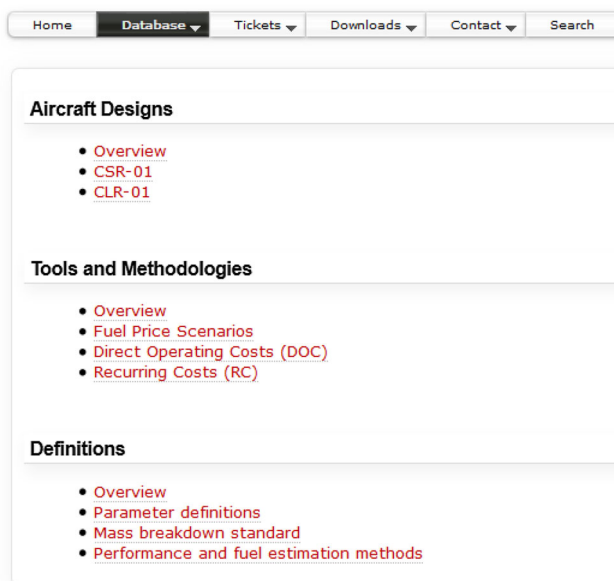 Home Database Tickets Downloads Contact Search
Aircraft Designs
Overview
CSR-01
CLR-01
Tools and Methodologies
Overview
Fuel Price Scenarios
Direct Operating Costs (DOC)
Recurring Costs (RC)
Definitions
Overview
Parameter definitions
Mass breakdown standard
Performance and fuel estimation methods